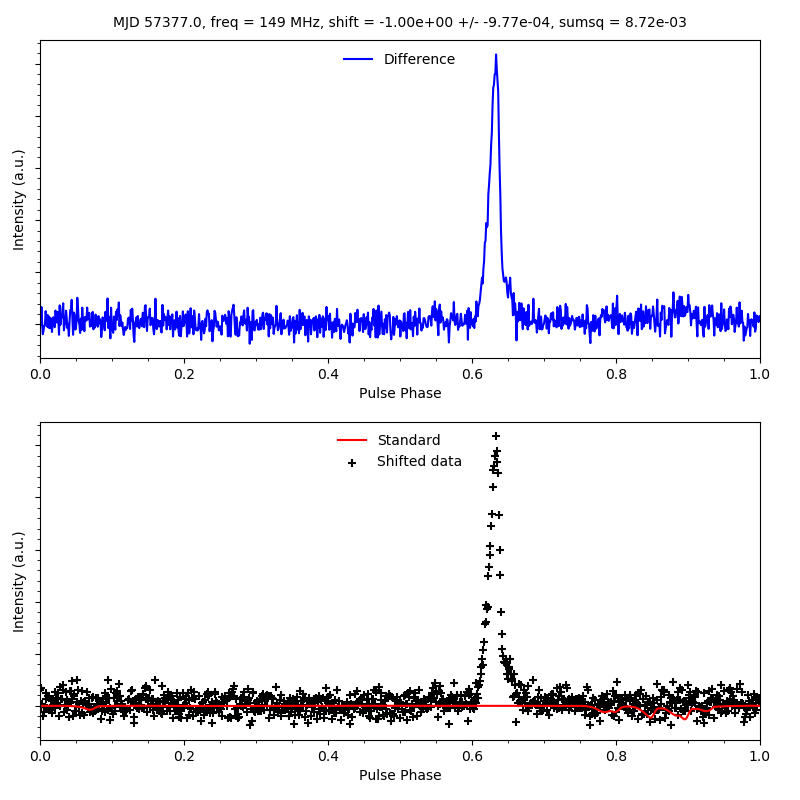 MJD 57377.0, freq = 149 MHz, shift = -1.00e+00 +/- -9.77e-04, sumsq = 8.72e-03
Difference
Intensity (a.u.)
0.0 0.2 0.4 0.6 0.8 1.0
Pulse Phase
Standard
Shifted data
Intensity (a.u.)
0.0 0.2 0.4 0.6 0.8 1.0
Pulse Phase